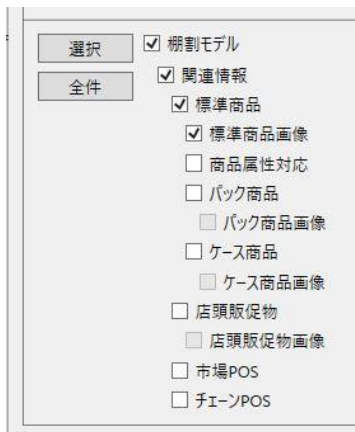 選択
全件
棚割モデル
関連情報
標準商品
標準商品画像
商品属性対応
パック商品
パック商品画像
ケース商品
ケース商品画像
店頭販促物
店頭販促物画像
市場POS
チェーンPOS